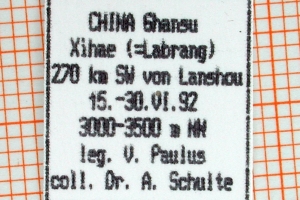 CHINA Ghansu
Xihae (=Labrang)
270 km SW von Lanshou
15.-30.VI.92
3000-3500 m NN
leg. V. Paulus
coll. Dr. A. Schulte